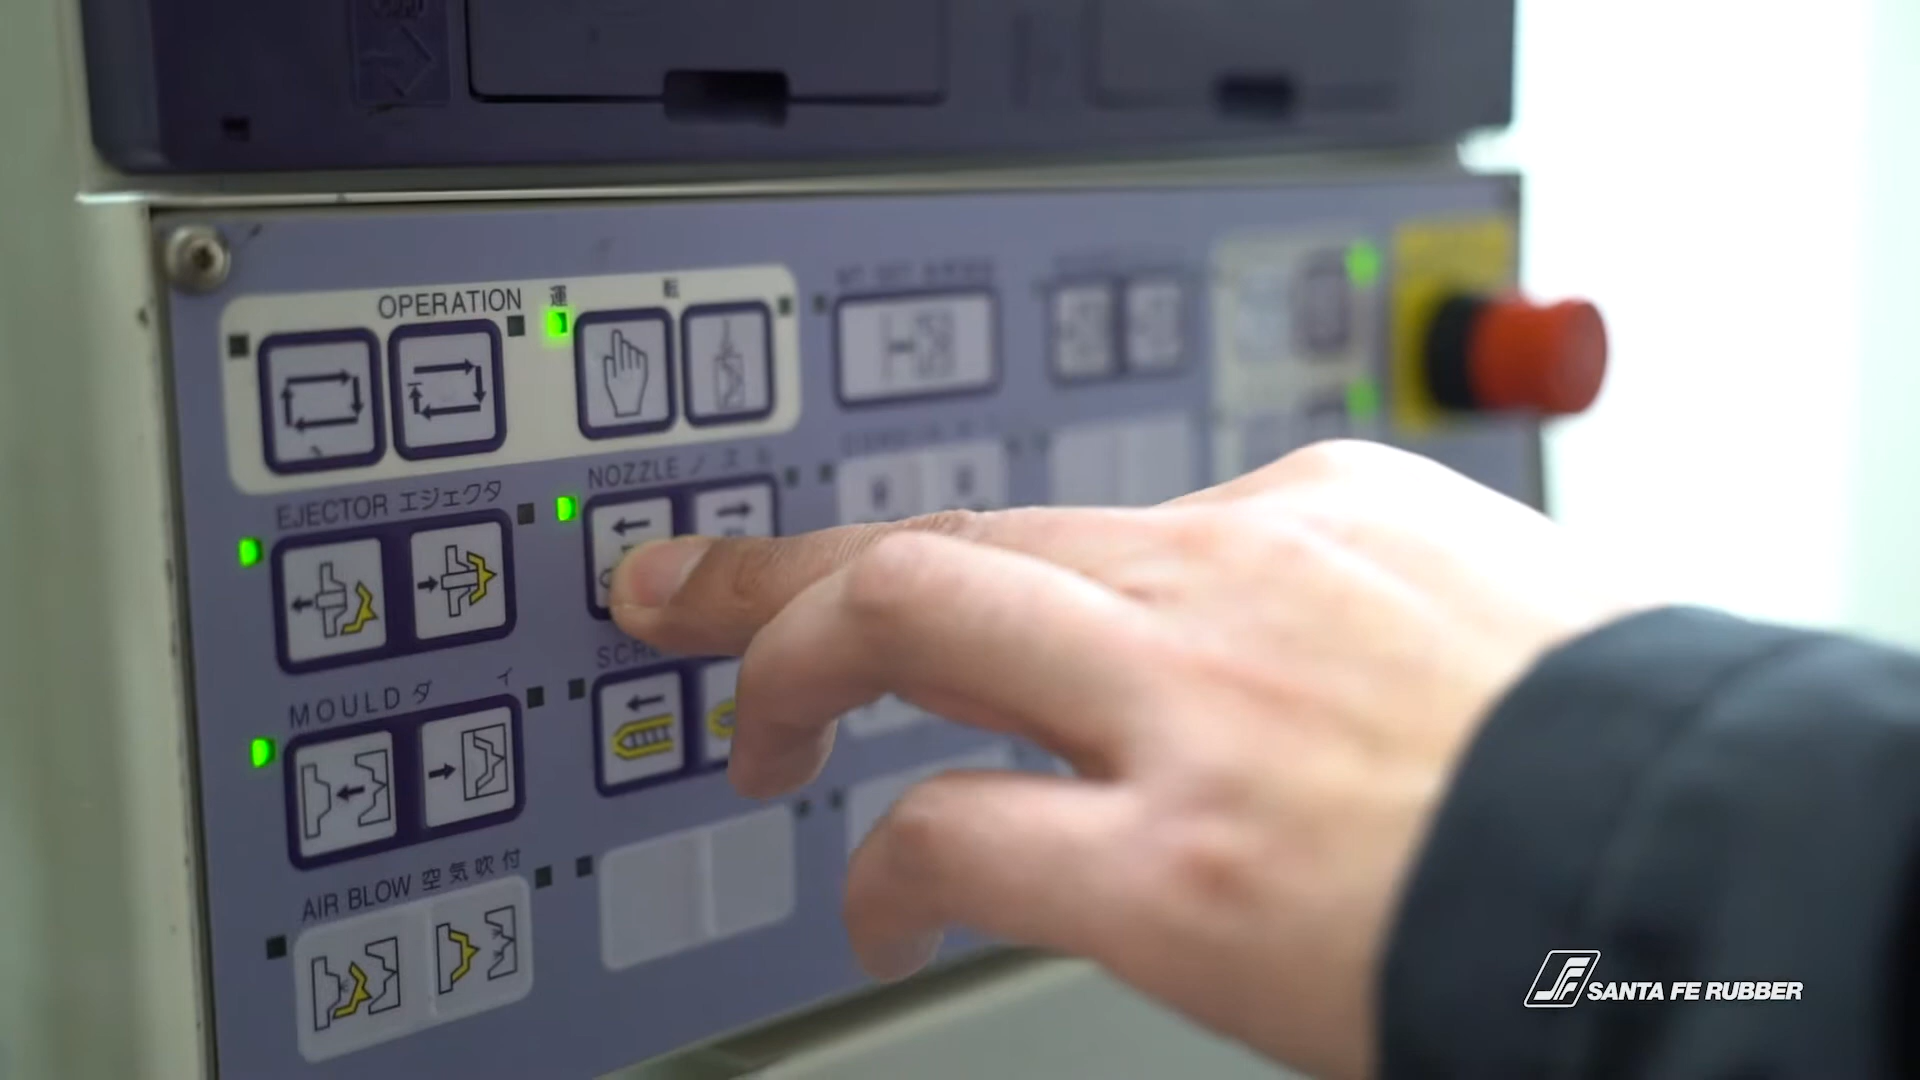 OPERATION 運 転
EJECTOR エジェクタ
NOZZLE ノズル
MOULD ダ イ
AIR BLOW 空気吹付
SANTA FE RUBBER